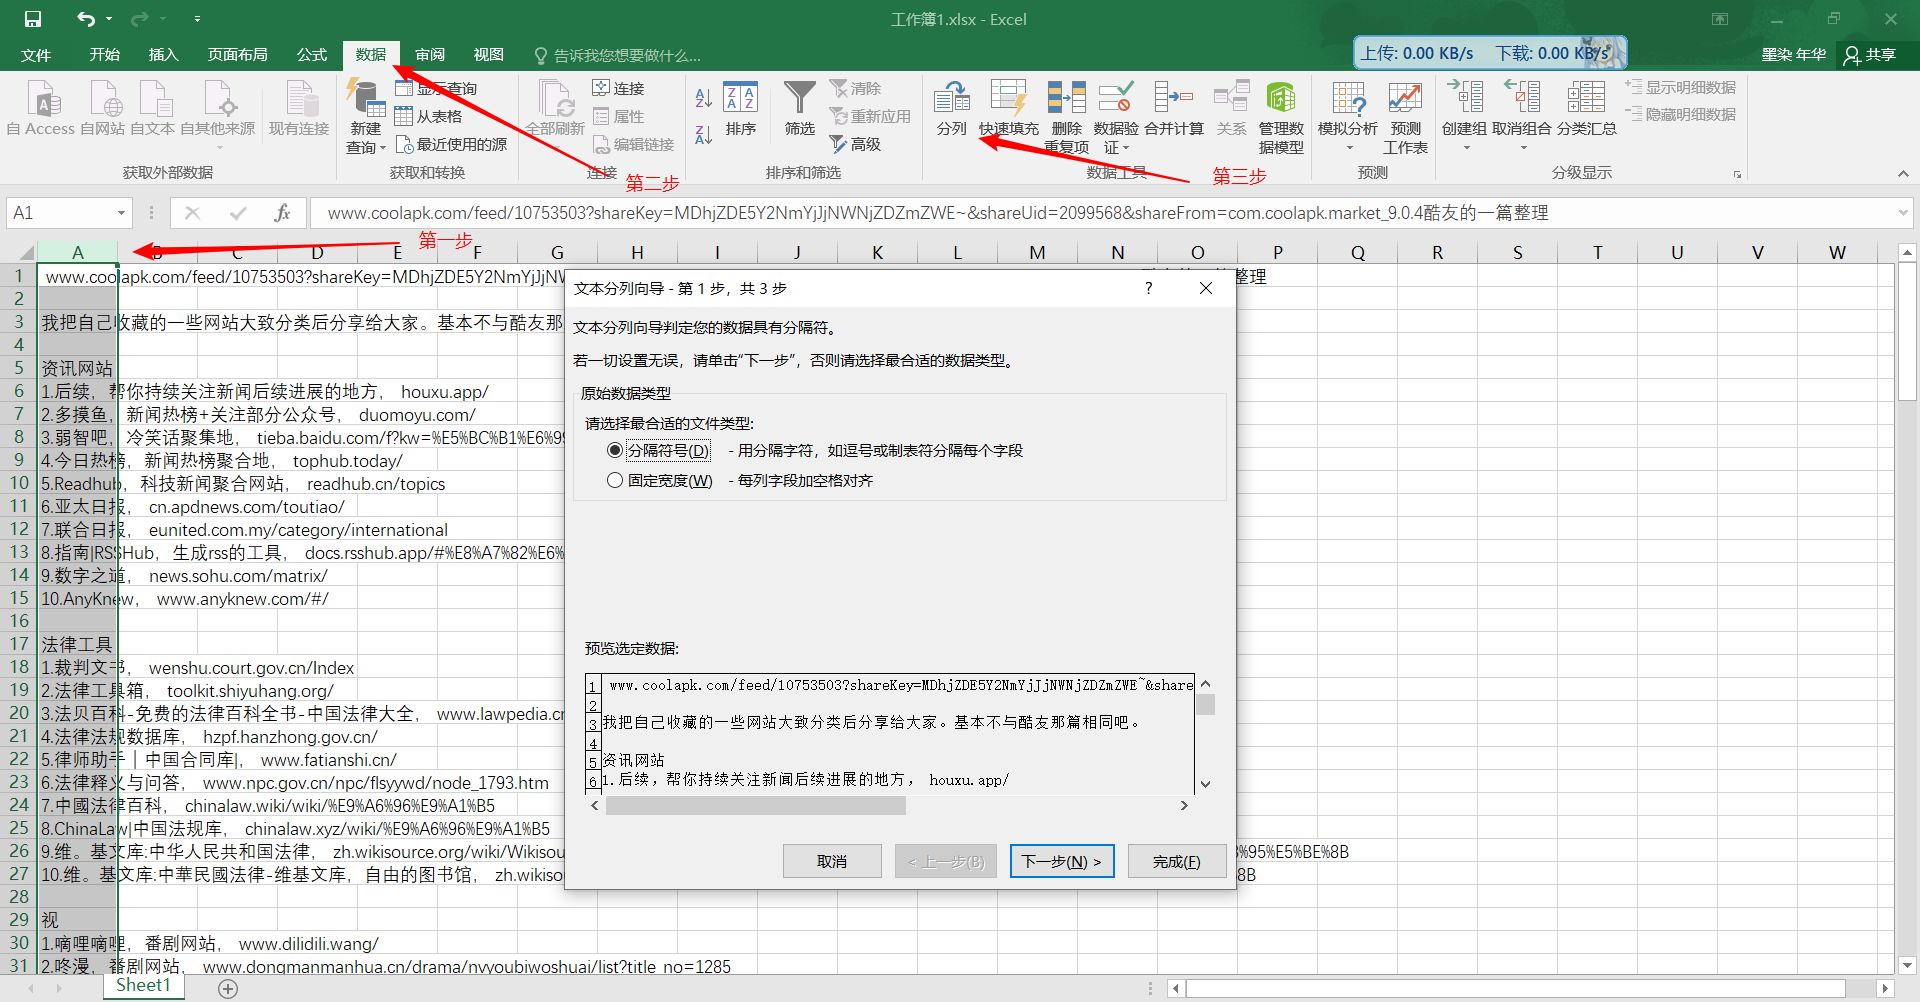 工作簿1.xlsx - Excel
文件 开始 插入 页面布局 公式 数据 审阅 视图 告诉我您想要做什么... 上传: 0.00 KB/s 下载: 0.00 KB/s 墨染 年华 共享
自 Access 自网站 自文本 自其他来源 现有连接 新建查询 显示查询 从表格 最近使用的源 全部刷新 连接 属性 编辑链接 排序 筛选 清除 重新应用 高级 分列 快速填充 删除重复项 数据验证 合并计算 关系 管理数据模型 模拟分析 预测工作表 创建组 取消组合 分类汇总 显示明细数据 隐藏明细数据
获取外部数据 获取和转换 连接 排序和筛选 数据工具 预测 分级显示
第二步 第三步
A1 fx www.coolapk.com/feed/10753503?shareKey=MDhjZDE5Y2NmYjJjNWNjZDZmZWE~&shareUid=2099568&shareFrom=com.coolapk.market_9.0.4酷友的一篇整理
第一步
A B C D E F G H I J K L M N O P Q R S T U V W
1 www.coolapk.com/feed/10753503?shareKey=MDhjZDE5Y2NmYjJjNW 整理
2
3 我把自己收藏的一些网站大致分类后分享给大家。基本不与酷友那
4
5 资讯网站
6 1.后续，帮你持续关注新闻后续进展的地方， houxu.app/
7 2.多摸鱼，新闻热榜+关注部分公众号， duomoyu.com/
8 3.弱智吧，冷笑话聚集地， tieba.baidu.com/f?kw=%E5%BC%B1%E6%99
9 4.今日热榜，新闻热榜聚合地， tophub.today/
10 5.Readhub，科技新闻聚合网站， readhub.cn/topics
11 6.亚太日报， cn.apdnews.com/toutiao/
12 7.联合日报， eunited.com.my/category/international
13 8.指南|RSSHub，生成rss的工具， docs.rsshub.app/#%E8%A7%82%E6%
14 9.数字之道， news.sohu.com/matrix/
15 10.AnyKnew， www.anyknew.com/#/
16
17 法律工具
18 1.裁判文书， wenshu.court.gov.cn/Index
19 2.法律工具箱， toolkit.shiyuhang.org/
20 3.法贝百科-免费的法律百科全书-中国法律大全， www.lawpedia.cn
21 4.法律法规数据库， hzpf.hanzhong.gov.cn/
22 5.律师助手｜中国合同库|， www.fatianshi.cn/
23 6.法律释义与问答， www.npc.gov.cn/npc/flsyywd/node_1793.htm
24 7.中國法律百科， chinalaw.wiki/wiki/%E9%A6%96%E9%A1%B5
25 8.ChinaLaw|中国法规库， chinalaw.xyz/wiki/%E9%A6%96%E9%A1%B5
26 9.维。基文库:中华人民共和国法律， zh.wikisource.org/wiki/Wikisou %95%E5%BE%8B
27 10.维。基文库:中華民國法律-维基文库，自由的图书馆， zh.wikiso 8B
28
29 视
30 1.嘀哩嘀哩，番剧网站， www.dilidili.wang/
31 2.咚漫，番剧网站， www.dongmanmanhua.cn/drama/nvyoubiwoshuai/list?title_no=1285
文本分列向导 - 第 1 步，共 3 步 ?
文本分列向导判定您的数据具有分隔符。
若一切设置无误，请单击“下一步”，否则请选择最合适的数据类型。
原始数据类型
请选择最合适的文件类型:
分隔符号(D) - 用分隔字符，如逗号或制表符分隔每个字段
固定宽度(W) - 每列字段加空格对齐
预览选定数据:
1 www.coolapk.com/feed/10753503?shareKey=MDhjZDE5Y2NmYjJjNWNjZDZmZWE~&share
2
3 我把自己收藏的一些网站大致分类后分享给大家。基本不与酷友那篇相同吧。
4
5 资讯网站
6 1.后续，帮你持续关注新闻后续进展的地方， houxu.app/
取消 < 上一步(B) 下一步(N) > 完成(F)
Sheet1